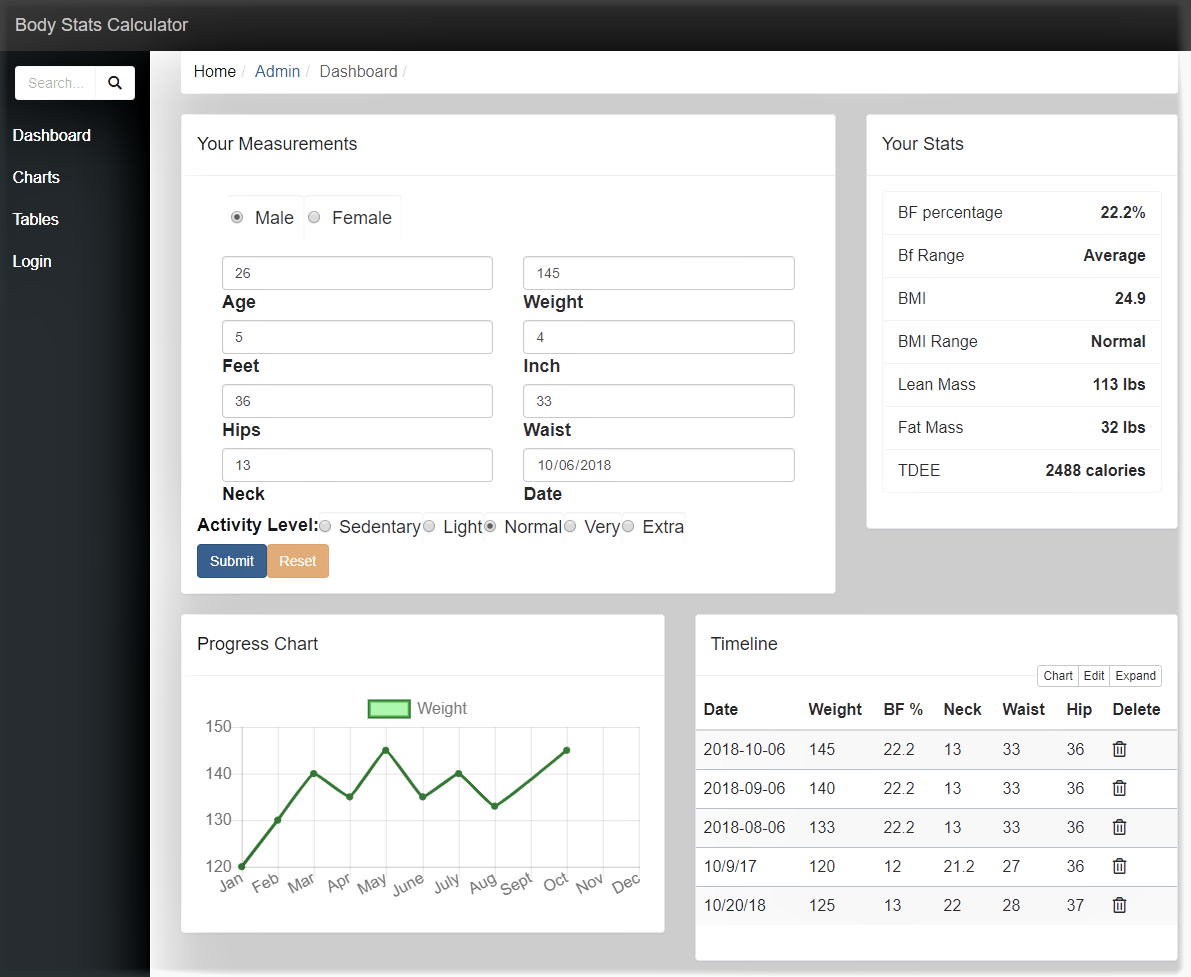 Body Stats Calculator
Search...
Dashboard
Charts
Tables
Login
Home / Admin / Dashboard /
Your Measurements
Male Female
26 145
Age Weight
5 4
Feet Inch
36 33
Hips Waist
13 10/06/2018
Neck Date
Activity Level: Sedentary Light Normal Very Extra
Submit Reset
Your Stats
BF percentage 22.2%
Bf Range Average
BMI 24.9
BMI Range Normal
Lean Mass 113 lbs
Fat Mass 32 lbs
TDEE 2488 calories
Progress Chart
Weight
150
140
130
120
Jan Feb Mar Apr May June July Aug Sept Oct Nov Dec
Timeline
Chart Edit Expand
Date Weight BF % Neck Waist Hip Delete
2018-10-06 145 22.2 13 33 36
2018-09-06 140 22.2 13 33 36
2018-08-06 133 22.2 13 33 36
10/9/17 120 12 21.2 27 36
10/20/18 125 13 22 28 37